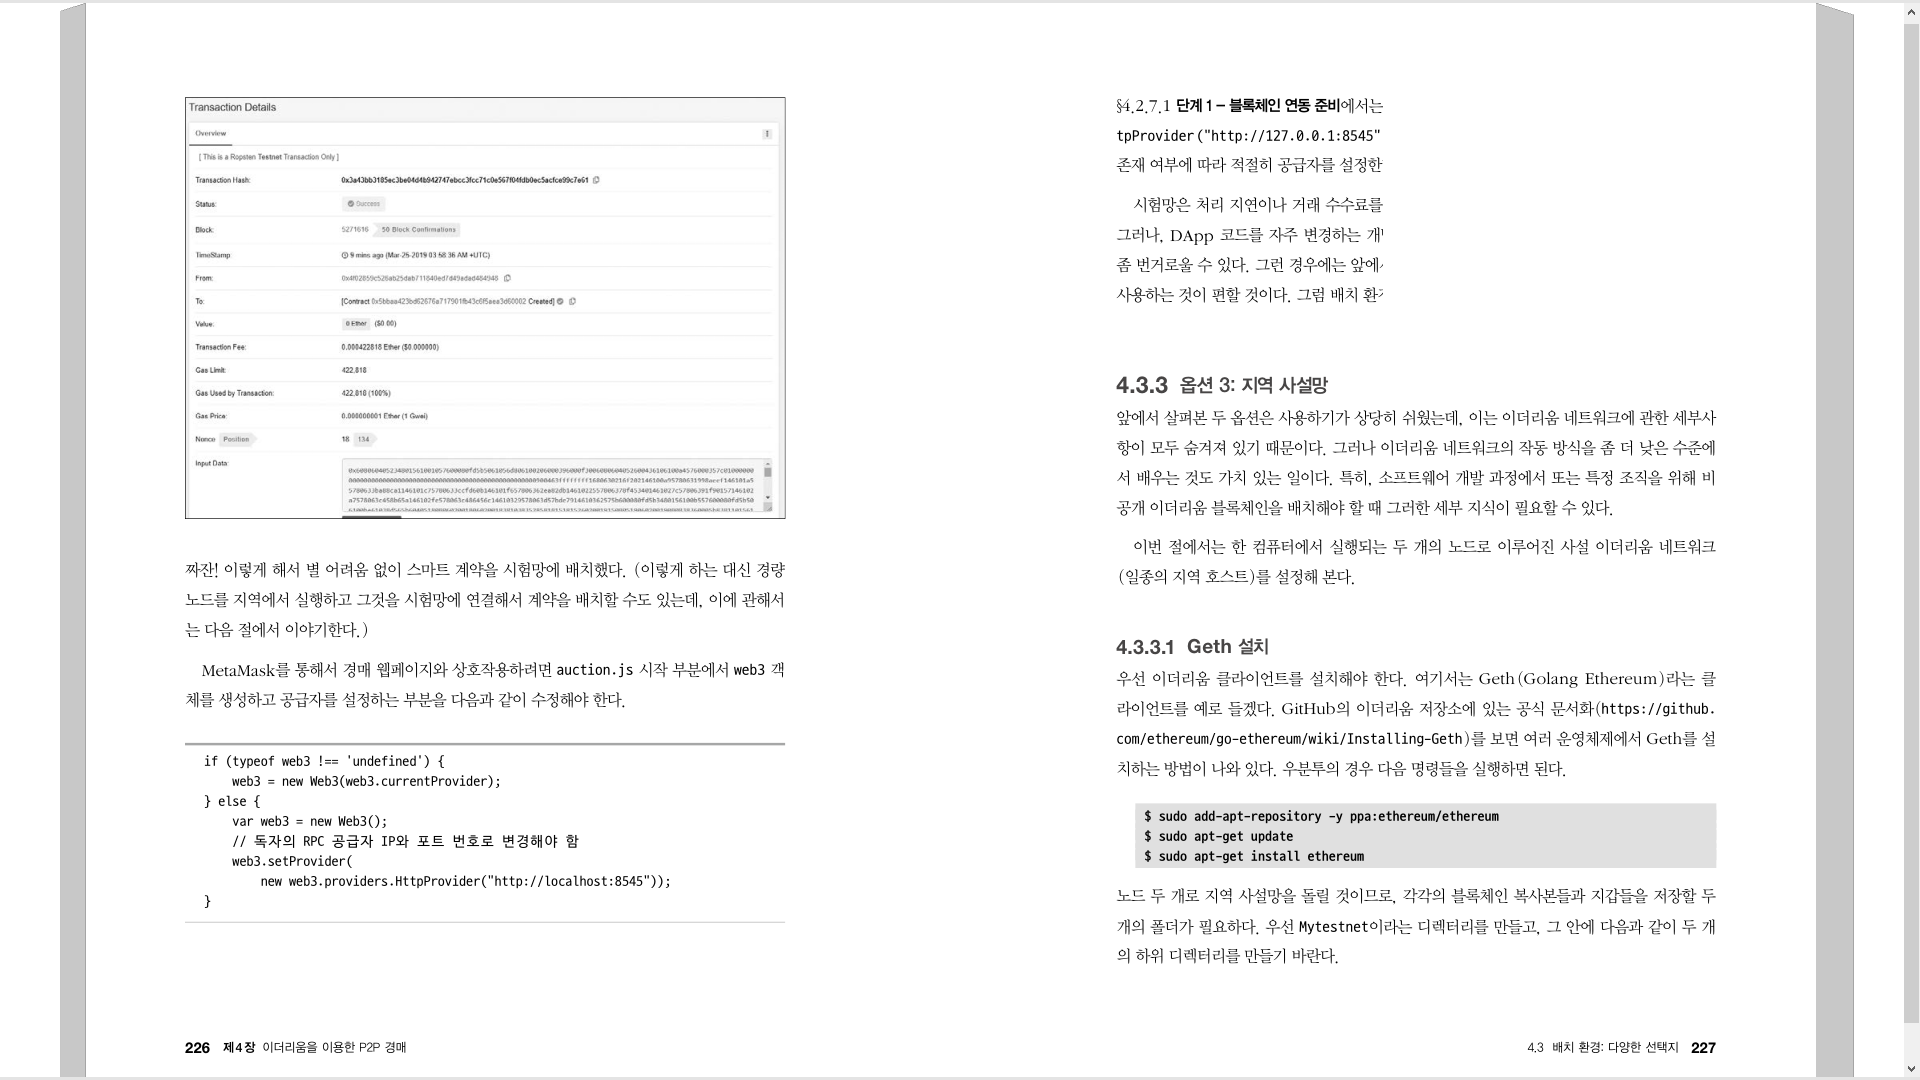 Transaction Details
Overview
[ This is a Ropsten Testnet Transaction Only ]
Transaction Hash:
0x3a43bb3185ec3be04d4b942747ebcc3fcc71c0e567f04fdb0ec5acfce99c7e61
Status:
Success
Block:
5271616 50 Block Confirmations
TimeStamp:
9 mins ago (Mar-25-2019 03:58:36 AM +UTC)
From:
0x4f02859c526ab25dab711840ed7d49adad484948
To:
[Contract 0x5bbaa423bd62676a717901fb43c6f5aea3d60002 Created]
Value:
0 Ether ($0.00)
Transaction Fee:
0.000422818 Ether ($0.000000)
Gas Limit:
422,818
Gas Used by Transaction:
422,818 (100%)
Gas Price:
0.000000001 Ether (1 Gwei)
Nonce Position
18 134
Input Data:
짜잔! 이렇게 해서 별 어려움 없이 스마트 계약을 시험망에 배치했다. (이렇게 하는 대신 경량
노드를 지역에서 실행하고 그것을 시험망에 연결해서 계약을 배치할 수도 있는데, 이에 관해서
는 다음 절에서 이야기한다.)
MetaMask를 통해서 경매 웹페이지와 상호작용하려면 auction.js 시작 부분에서 web3 객
체를 생성하고 공급자를 설정하는 부분을 다음과 같이 수정해야 한다.
if (typeof web3 !== 'undefined') {
web3 = new Web3(web3.currentProvider);
} else {
var web3 = new Web3();
// 독자의 RPC 공급자 IP와 포트 번호로 변경해야 함
web3.setProvider(
new web3.providers.HttpProvider("http://localhost:8545"));
}
226 제4장 이더리움을 이용한 P2P 경매
§4.2.7.1 단계 1 – 블록체인 연동 준비에서는
tpProvider("http://127.0.0.1:8545"
존재 여부에 따라 적절히 공급자를 설정한
시험망은 처리 지연이나 거래 수수료를
그러나, DApp 코드를 자주 변경하는
좀 번거로울 수 있다. 그런 경우에는
사용하는 것이 편할 것이다. 그럼 배치
4.3.3 옵션 3: 지역 사설망
앞에서 살펴본 두 옵션은 사용하기가 상당히 쉬웠는데, 이는 이더리움 네트워크에 관한 세부사
항이 모두 숨겨져 있기 때문이다. 그러나 이더리움 네트워크의 작동 방식을 좀 더 낮은 수준에
서 배우는 것도 가치 있는 일이다. 특히, 소프트웨어 개발 과정에서 또는 특정 조직을 위해 비
공개 이더리움 블록체인을 배치해야 할 때 그러한 세부 지식이 필요할 수 있다.
이번 절에서는 한 컴퓨터에서 실행되는 두 개의 노드로 이루어진 사설 이더리움 네트워크
(일종의 지역 호스트)를 설정해 본다.
4.3.3.1 Geth 설치
우선 이더리움 클라이언트를 설치해야 한다. 여기서는 Geth(Golang Ethereum)라는 클
라이언트를 예로 들겠다. GitHub의 이더리움 저장소에 있는 공식 문서화(https://github.
com/ethereum/go-ethereum/wiki/Installing-Geth)를 보면 여러 운영체제에서 Geth를 설
치하는 방법이 나와 있다. 우분투의 경우 다음 명령들을 실행하면 된다.
$ sudo add-apt-repository -y ppa:ethereum/ethereum
$ sudo apt-get update
$ sudo apt-get install ethereum
노드 두 개로 지역 사설망을 돌릴 것이므로, 각각의 블록체인 복사본들과 지갑들을 저장할 두
개의 폴더가 필요하다. 우선 Mytestnet이라는 디렉터리를 만들고, 그 안에 다음과 같이 두 개
의 하위 디렉터리를 만들기 바란다.
4.3 배치 환경: 다양한 선택지 227